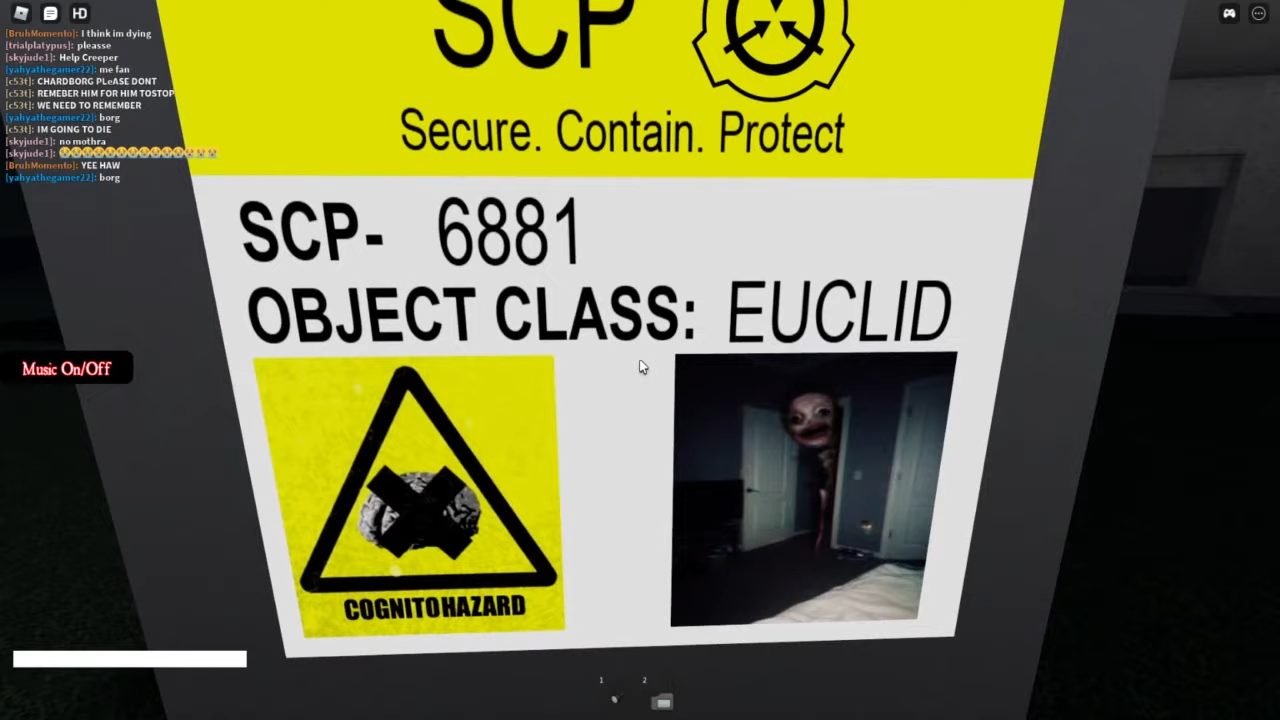 HD
[BruhMomento]: I think im dying
[trialplatypus]: pleasse
[skyjude1]: Help Creeper
[yahyathegamer22]: me fan
[c53t]: CHARDBORG PLeASE DONT
[c53t]: REMEBER HIM FOR HIM TOSTOP
[c53t]: WE NEED TO REMEMBER
[yahyathegamer22]: borg
[c53t]: IM GOING TO DIE
[skyjude1]: no mothra
[skyjude1]: 😭😭😭😭😭😭😭😭😭😭😭😭😭😭
[BruhMomento]: YEE HAW
[yahyathegamer22]: borg
SCP
Secure. Contain. Protect
SCP- 6881
OBJECT CLASS: EUCLID
Music On/Off
COGNITOHAZARD
1 2